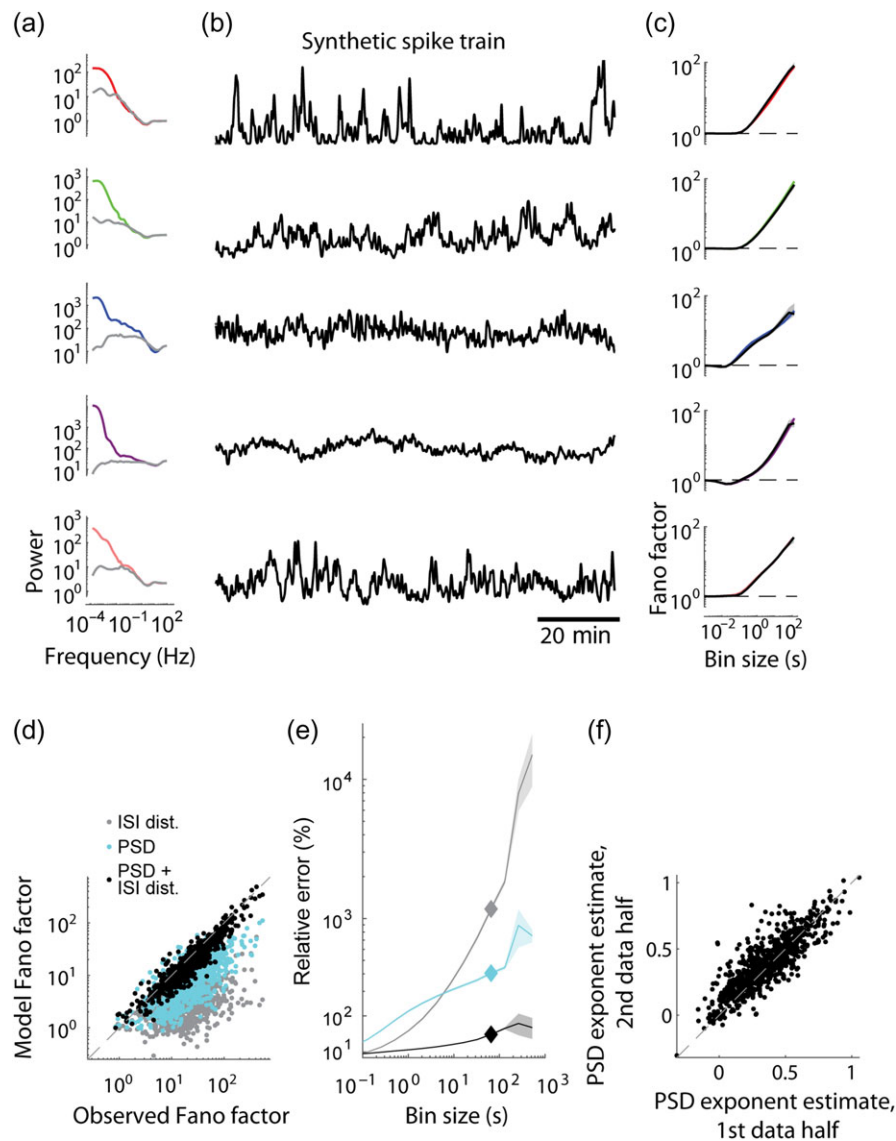 (a)
(b)
(c)
Synthetic spike train
10² 10¹ 10⁰
10² 10⁰
10³ 10² 10¹ 10⁰
10² 10⁰
10³ 10² 10¹
10² 10⁰
10³ 10² 10¹
10² 10⁰
10³ 10² 10¹ 10⁰
10² 10⁰
Power
Fano factor
10⁻⁴ 10⁻¹ 10²
20 min
10⁻² 10⁰ 10²
Frequency (Hz)
Bin size (s)
(d)
(e)
(f)
ISI dist.
PSD
PSD +
ISI dist.
Model Fano factor
10² 10¹ 10⁰
10⁰ 10¹ 10²
Observed Fano factor
Relative error (%)
10⁴ 10³ 10² 10¹
10⁻¹ 10⁰ 10¹ 10² 10³
Bin size (s)
PSD exponent estimate,
2nd data half
1 0.5 0
0 0.5 1
PSD exponent estimate,
1st data half